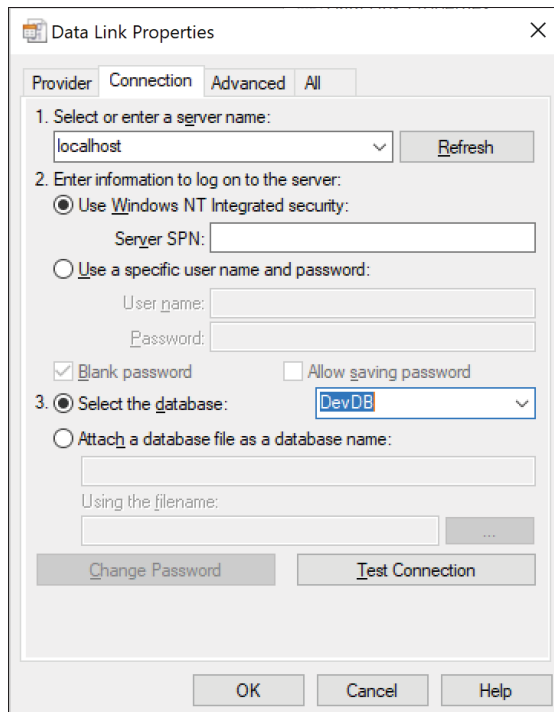 Data Link Properties
Provider Connection Advanced All
1. Select or enter a server name:
localhost Refresh
2. Enter information to log on to the server:
Use Windows NT Integrated security:
Server SPN:
Use a specific user name and password:
User name:
Password:
Blank password Allow saving password
3. Select the database: DevDB
Attach a database file as a database name:
Using the filename:
...
Change Password Test Connection
OK Cancel Help